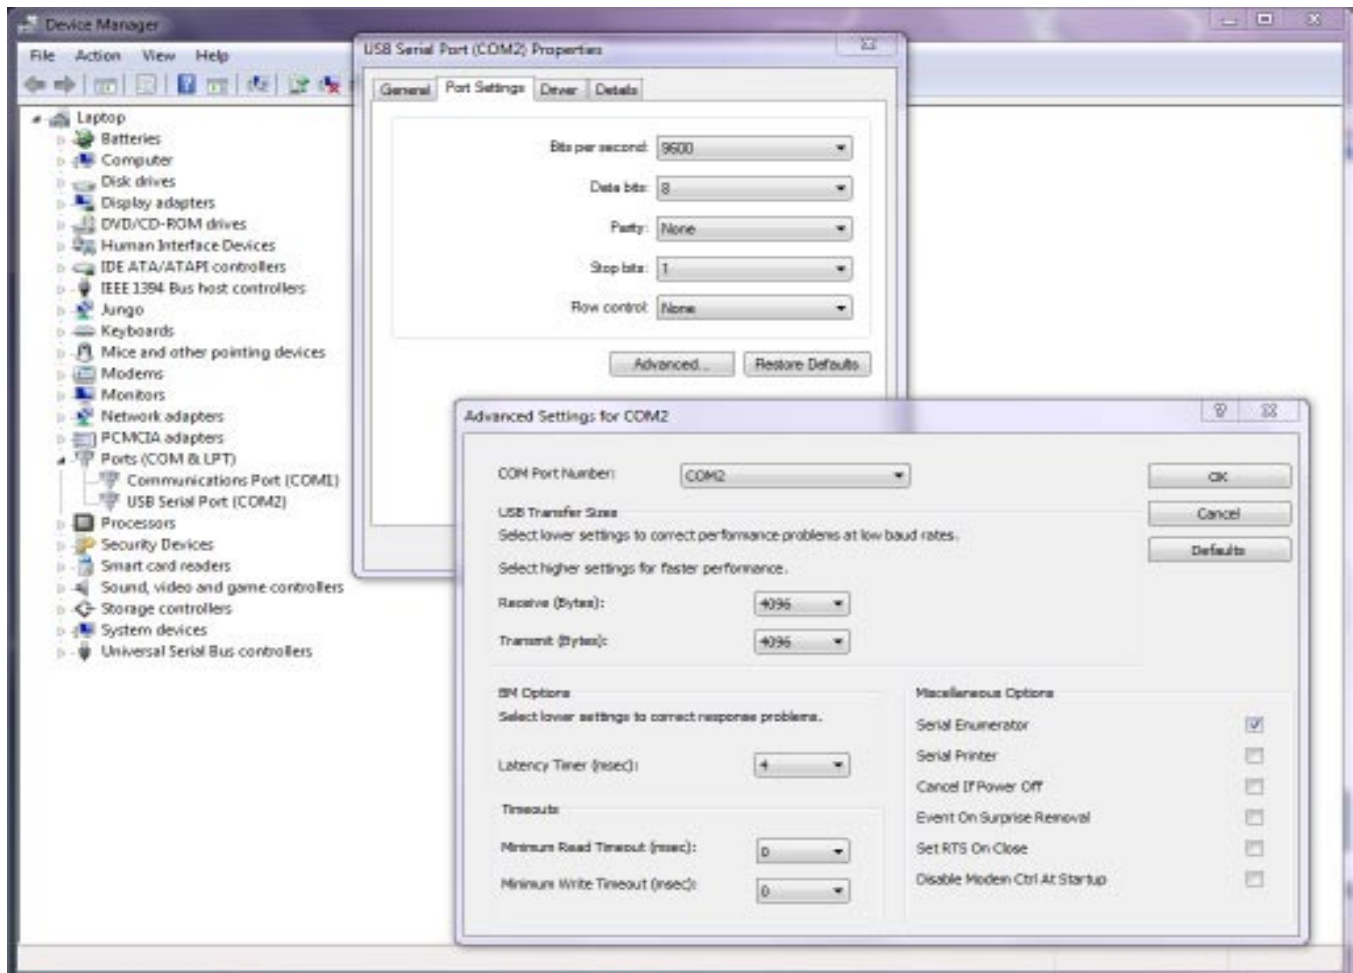 Device Manager
File Action View Help
Laptop
Batteries
Computer
Disk drives
Display adapters
DVD/CD-ROM drives
Human Interface Devices
IDE ATA/ATAPI controllers
IEEE 1394 Bus host controllers
Jungo
Keyboards
Mice and other pointing devices
Modems
Monitors
Network adapters
PCMCIA adapters
Ports (COM & LPT)
Communications Port (COM1)
USB Serial Port (COM2)
Processors
Security Devices
Smart card readers
Sound, video and game controllers
Storage controllers
System devices
Universal Serial Bus controllers
USB Serial Port (COM2) Properties
General Port Settings Driver Details
Bits per second: 9600
Data bits: 8
Parity: None
Stop bits: 1
Flow control: None
Advanced... Restore Defaults
Advanced Settings for COM2
COM Port Number: COM2
OK
Cancel
Defaults
USB Transfer Sizes
Select lower settings to correct performance problems at low baud rates.
Select higher settings for faster performance.
Receive (Bytes): 4096
Transmit (Bytes): 4096
BM Options
Select lower settings to correct response problems.
Latency Timer (msec): 4
Timeouts
Minimum Read Timeout (msec): 0
Minimum Write Timeout (msec): 0
Miscellaneous Options
Serial Enumerator
Serial Printer
Cancel If Power Off
Event On Surprise Removal
Set RTS On Close
Disable Modem Ctrl At Startup